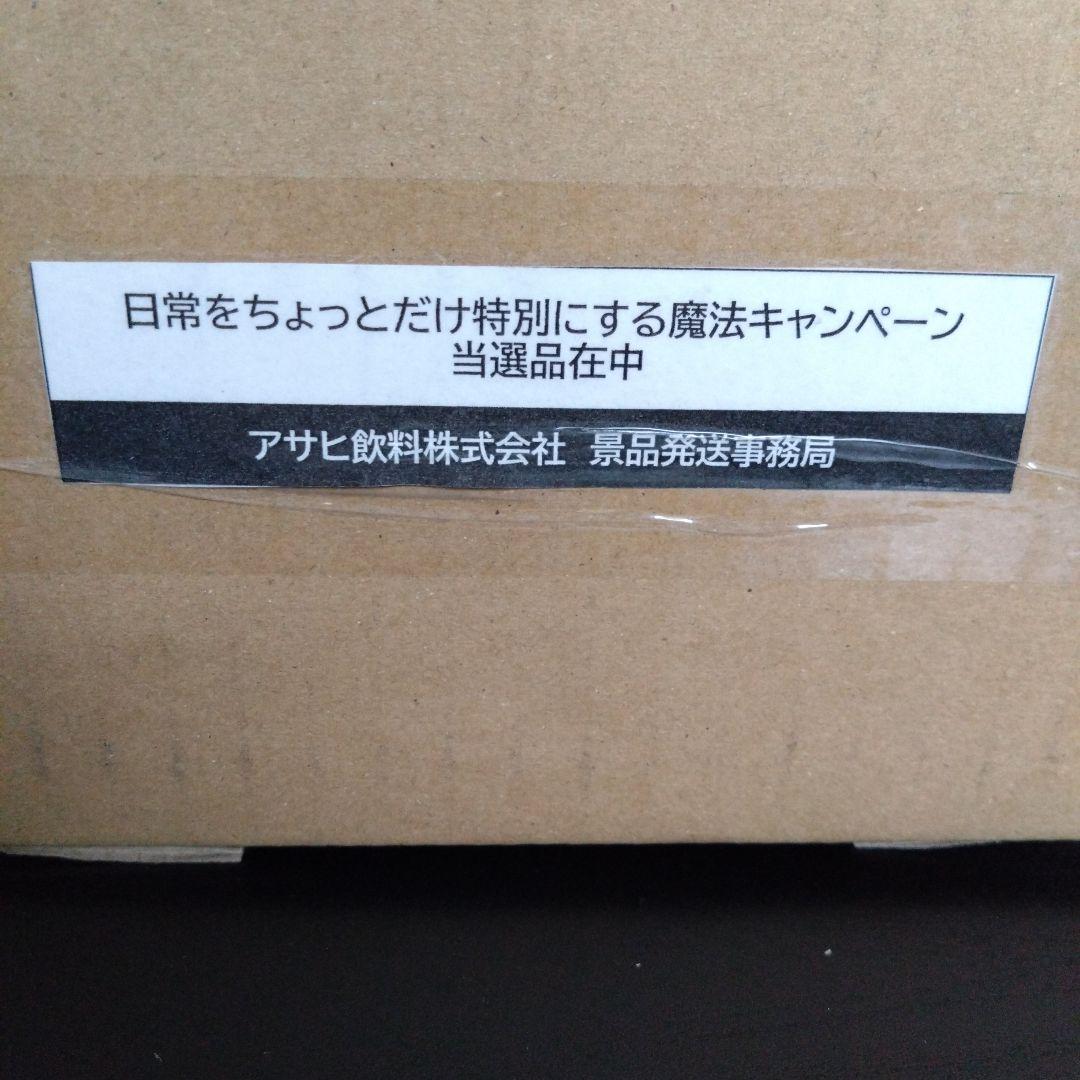 日常をちょっとだけ特別にする魔法キャンペーン
当選品在中
アサヒ飲料株式会社 景品発送事務局